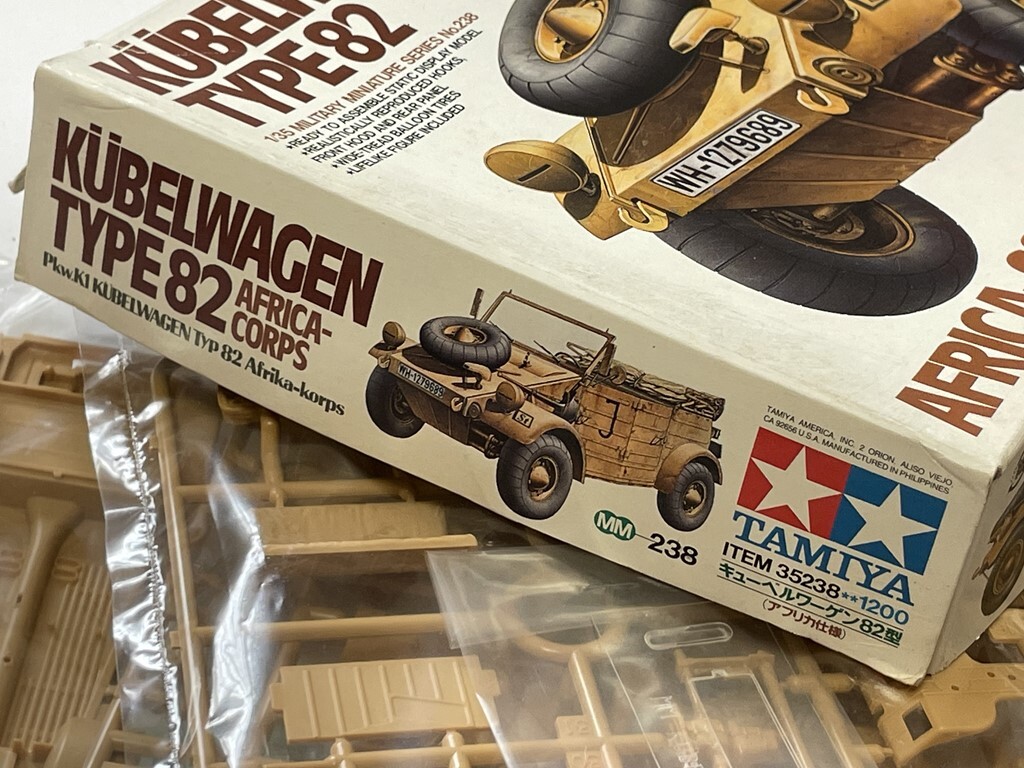 KÜBELW
TYPE 82
1/35 MILITARY MINIATURE SERIES No.238
•READY TO ASSEMBLE STATIC DISPLAY MODEL
•REALISTICALLY REPRODUCED HOOKS,
FRONT HOOD AND REAR PANEL
•WIDE-TREAD BALLOON TIRES
•LIFELIKE FIGURE INCLUDED
WH-1279689
AFRICA-
KÜBELWAGEN
TYPE 82 AFRICA-
CORPS
Pkw.K1 KÜBELWAGEN Typ 82 Afrika-korps
WH-1279689
Sf
J
MM 238
TAMIYA AMERICA, INC. 2 ORION, ALISO VIEJO,
CA 92656 U.S.A. MANUFACTURED IN PHILIPPINES
TAMIYA
ITEM 35238**1200
キューベルワーゲン82型
(アフリカ仕様)